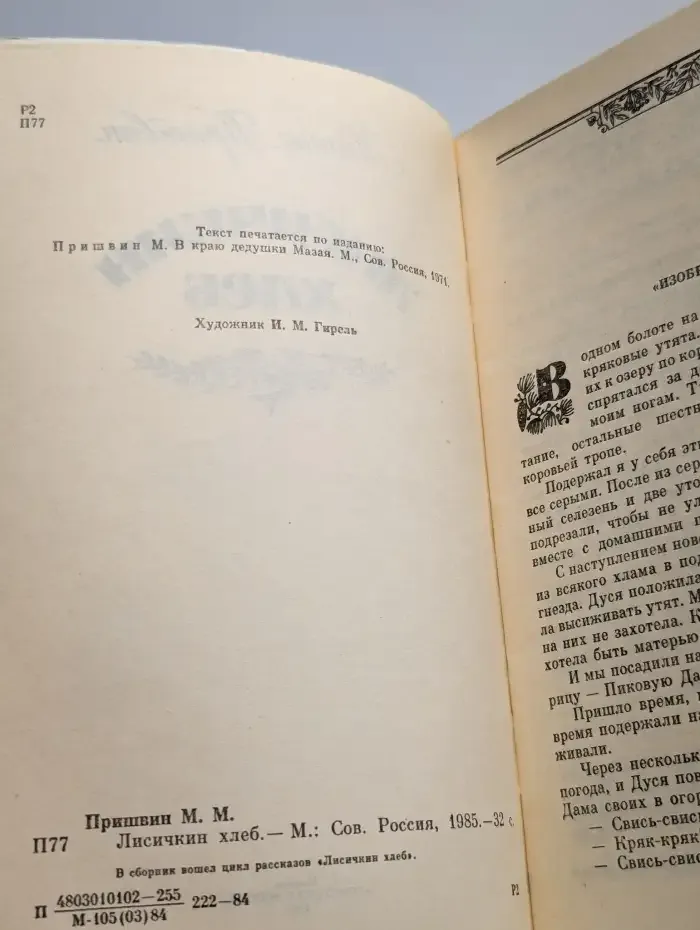 Р2
П77
Текст печатается по изданию:
Пришвин М. В краю дедушки Мазая. М., Сов. Россия, 1971.
Художник И. М. Гирель
Пришвин М. М.
П77 Лисичкин хлеб.— М.: Сов. Россия, 1985.—32 с.
В сборник вошел цикл рассказов «Лисичкин хлеб».
П 4803010102—255
М-105(03)84 222—84
Р2
«ИЗОБР
В одном болоте на
кряковые утята.
их к озеру по кор
спрятался за д
моим ногам. Т
тание, остальные шестн
коровьей тропе.
Подержал я у себя эти
все серыми. После из сер
ный селезень и две уто
подрезали, чтобы не ул
вместе с домашними п
С наступлением ново
из всякого хлама в под
гнезда. Дуся положила
ла высиживать утят. М
на них не захотела. К
хотела быть матерью
И мы посадили на
рицу — Пиковую Да
Пришло время,
время подержали на
живали.
Через несколь
погода, и Дуся пов
Дама своих в огор
— Свись-свис
— Кряк-кряк
— Свись-свис